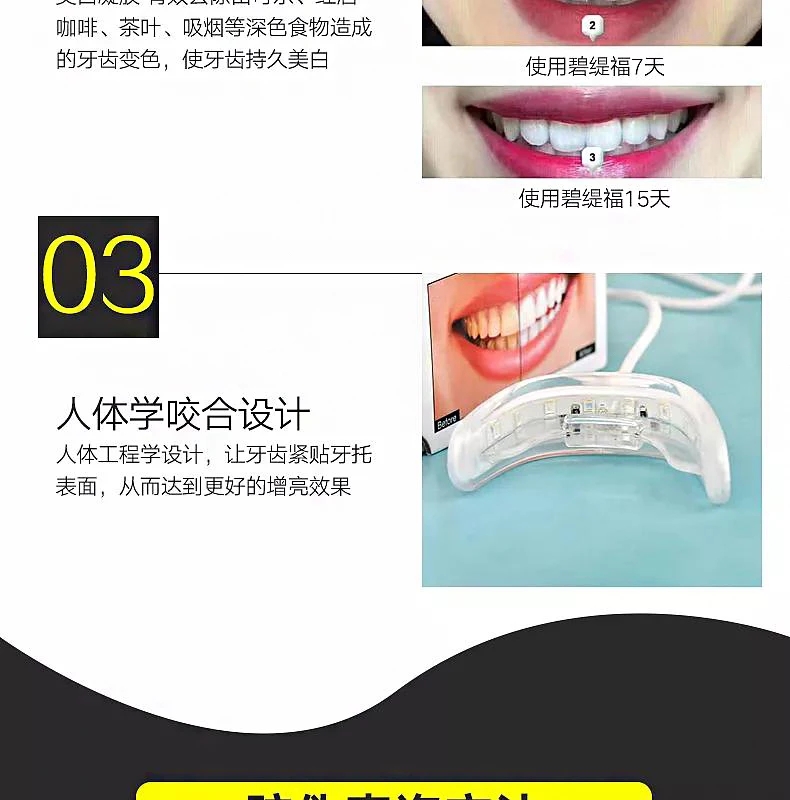 咖啡、茶叶、吸烟等深色食物造成
的牙齿变色，使牙齿持久美白
2
使用碧缇福7天
3
使用碧缇福15天
03
人体学咬合设计
人体工程学设计，让牙齿紧贴牙托
表面，从而达到更好的增亮效果
Before
After